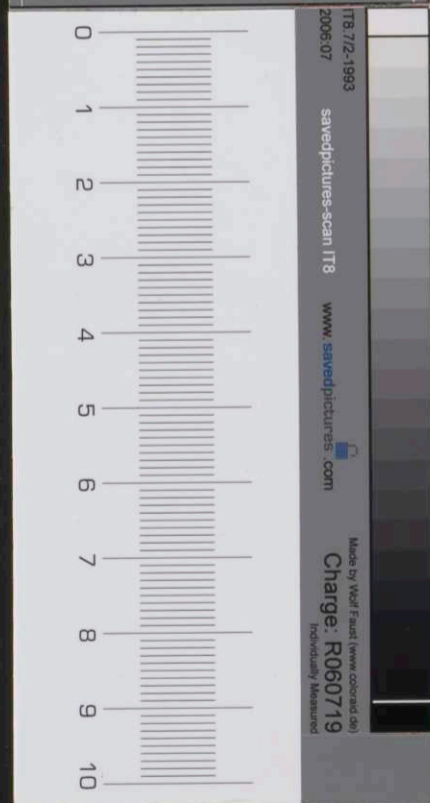 IT8.7/2-1993
2006:07
savedpictures-scan IT8
www.savedpictures.com
Made by Wolf Faust (www.coloraid.de)
Charge: R060719
Individually Measured
0
1
2
3
4
5
6
7
8
9
10